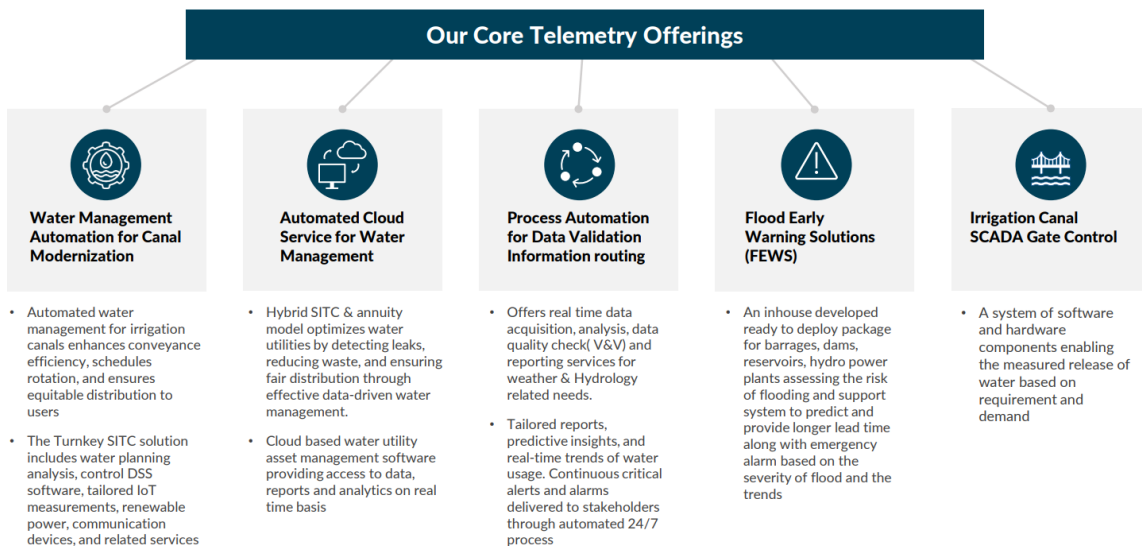 Our Core Telemetry Offerings
Water Management
Automation for Canal
Modernization
• Automated water
management for irrigation
canals enhances conveyance
efficiency, schedules
rotation, and ensures
equitable distribution to
users
• The Turnkey SITC solution
includes water planning
analysis, control DSS
software, tailored IoT
measurements, renewable
power, communication
devices, and related services
Automated Cloud
Service for Water
Management
• Hybrid SITC & annuity
model optimizes water
utilities by detecting leaks,
reducing waste, and ensuring
fair distribution through
effective data-driven water
management.
• Cloud based water utility
asset management software
providing access to data,
reports and analytics on real
time basis
Process Automation
for Data Validation
Information routing
• Offers real time data
acquisition, analysis, data
quality check( V&V) and
reporting services for
weather & Hydrology
related needs.
• Tailored reports,
predictive insights, and
real-time trends of water
usage. Continuous critical
alerts and alarms
delivered to stakeholders
through automated 24/7
process
Flood Early
Warning Solutions
(FEWS)
• An inhouse developed
ready to deploy package
for barrages, dams,
reservoirs, hydro power
plants assessing the risk
of flooding and support
system to predict and
provide longer lead time
along with emergency
alarm based on the
severity of flood and the
trends
Irrigation Canal
SCADA Gate Control
• A system of software
and hardware
components enabling
the measured release of
water based on
requirement and
demand